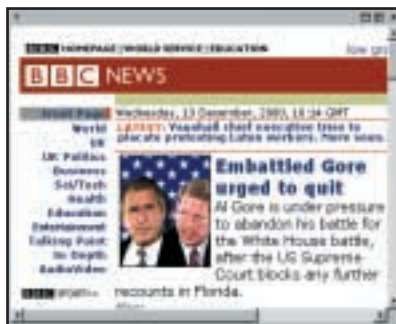 BBC HOMEPAGE | WORLD SERVICE | EDUCATION
low gra
BBC NEWS
Front Page
World
UK
UK Politics
Business
Sci/Tech
Health
Education
Entertainment
Talking Point
In Depth
AudioVideo
BBC SPORT
Wednesday, 13 December, 2000, GMT
LATEST: Vauxhall chief executive tries to
placate protesting Luton workers. More soon.
Embattled Gore
urged to quit
Al Gore is under pressure
to abandon his battle for
the White House battle,
after the US Supreme
Court blocks any further
recounts in Florida.